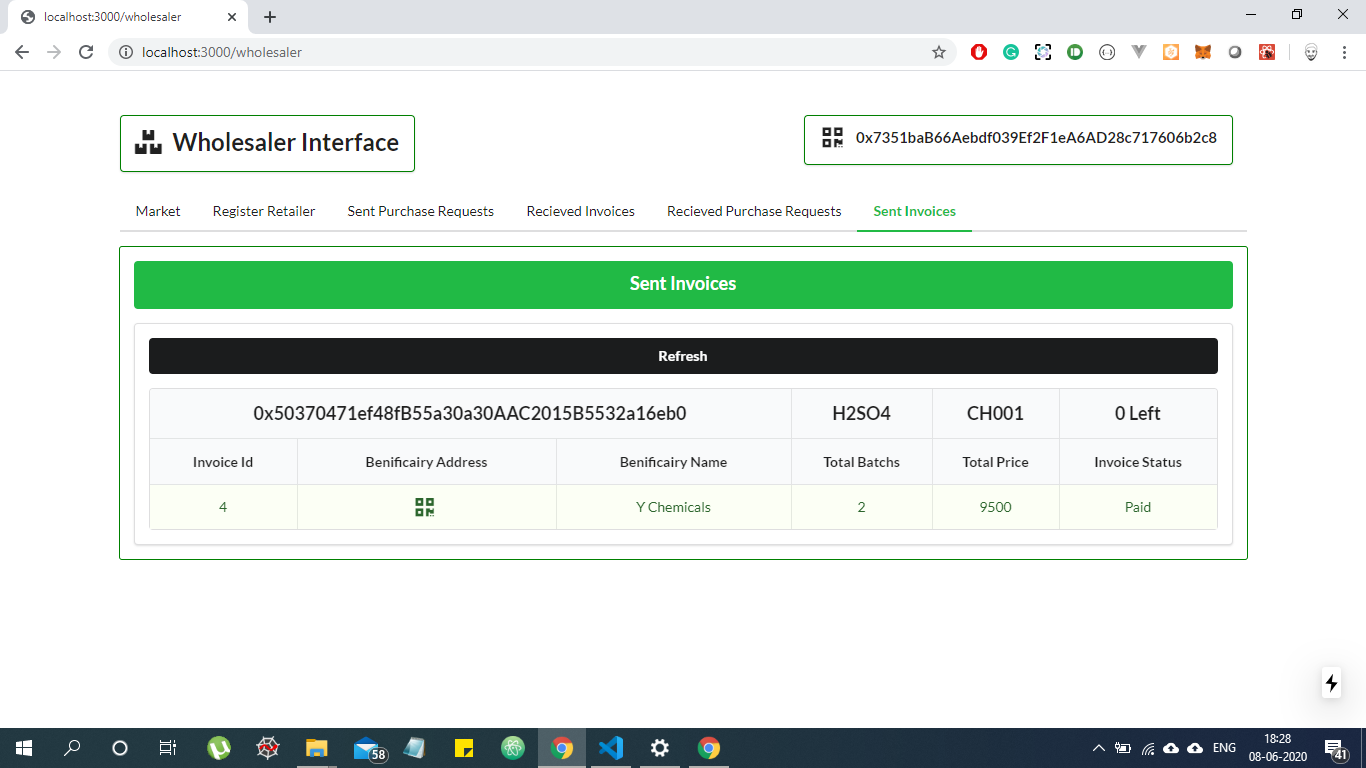 localhost:3000/wholesaler
localhost:3000/wholesaler
Wholesaler Interface
0x7351baB66Aebdf039Ef2F1eA6AD28c717606b2c8
Market Register Retailer Sent Purchase Requests Recieved Invoices Recieved Purchase Requests Sent Invoices
Sent Invoices
Refresh
0x50370471ef48fB55a30a30AAC2015B5532a16eb0 H2SO4 CH001 0 Left
Invoice Id Benificairy Address Benificairy Name Total Batchs Total Price Invoice Status
4 Y Chemicals 2 9500 Paid
58 ENG 18:28 41
08-06-2020